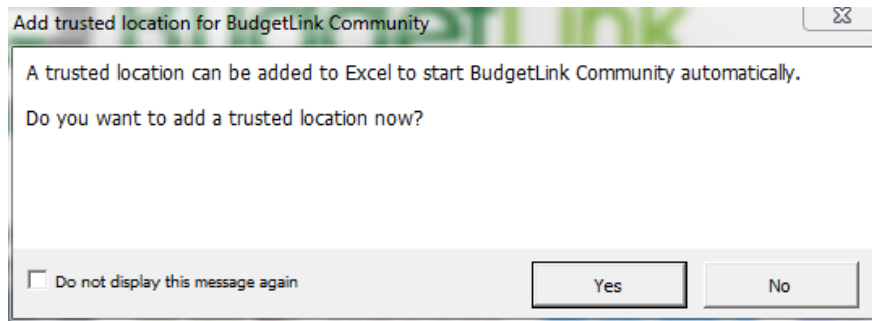 Add trusted location for BudgetLink Community
A trusted location can be added to Excel to start BudgetLink Community automatically.
Do you want to add a trusted location now?
Do not display this message again
Yes
No